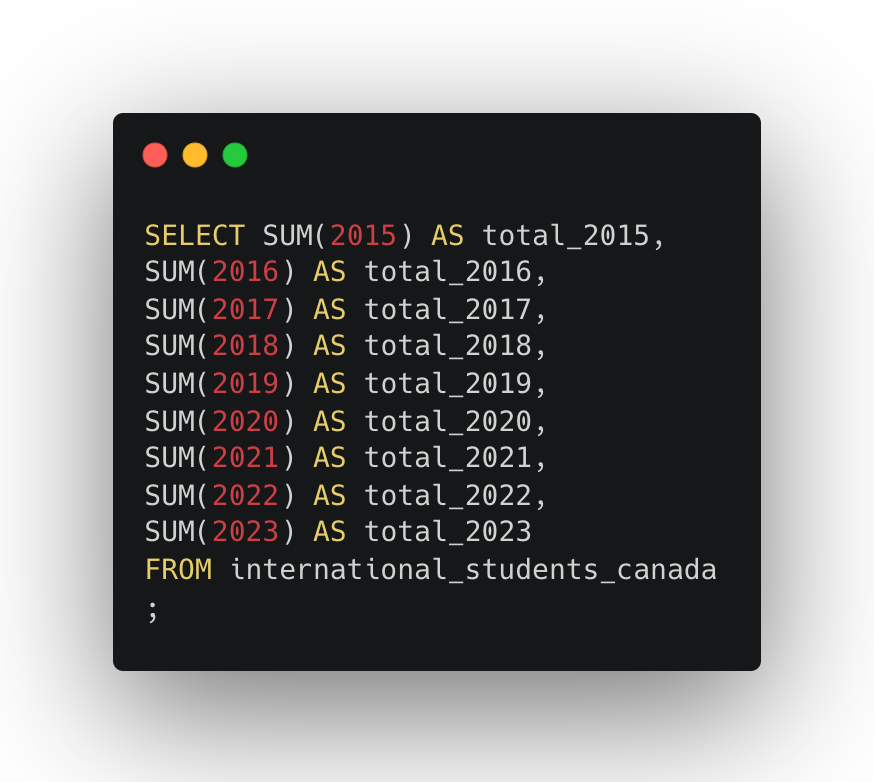 SELECT SUM(2015) AS total_2015,
SUM(2016) AS total_2016,
SUM(2017) AS total_2017,
SUM(2018) AS total_2018,
SUM(2019) AS total_2019,
SUM(2020) AS total_2020,
SUM(2021) AS total_2021,
SUM(2022) AS total_2022,
SUM(2023) AS total_2023
FROM international_students_canada
;